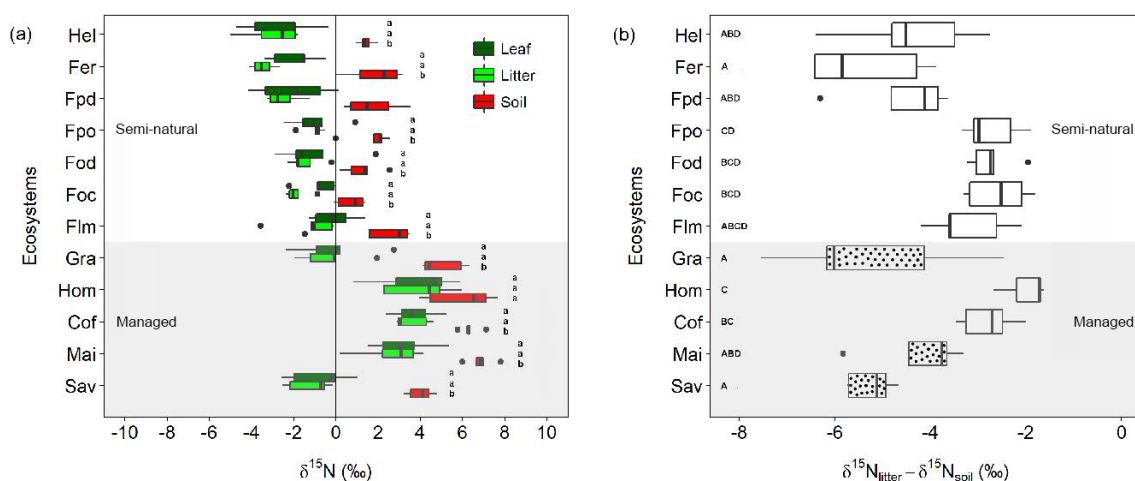 (a)
Ecosystems
Hel a
a
b
Fer a
a
b
Fpd
Fpo a
a
b
Fod a
a
b
Foc a
a
b
Flm a
a
b
Gra a
a
b
Hom a
a
a
Cof a
a
b
Mai a
a
b
Sav a
a
b
Semi-natural
Managed
Leaf
Litter
Soil
-10 -8 -6 -4 -2 0 2 4 6 8 10
δ15N (‰)
(b)
Ecosystems
Hel ABD
Fer A
Fpd ABD
Fpo CD
Fod BCD
Foc BCD
Flm ABCD
Gra A
Hom C
Cof BC
Mai ABD
Sav A
Semi-natural
Managed
-8 -6 -4 -2 0
δ15Nlitter – δ15Nsoil (‰)